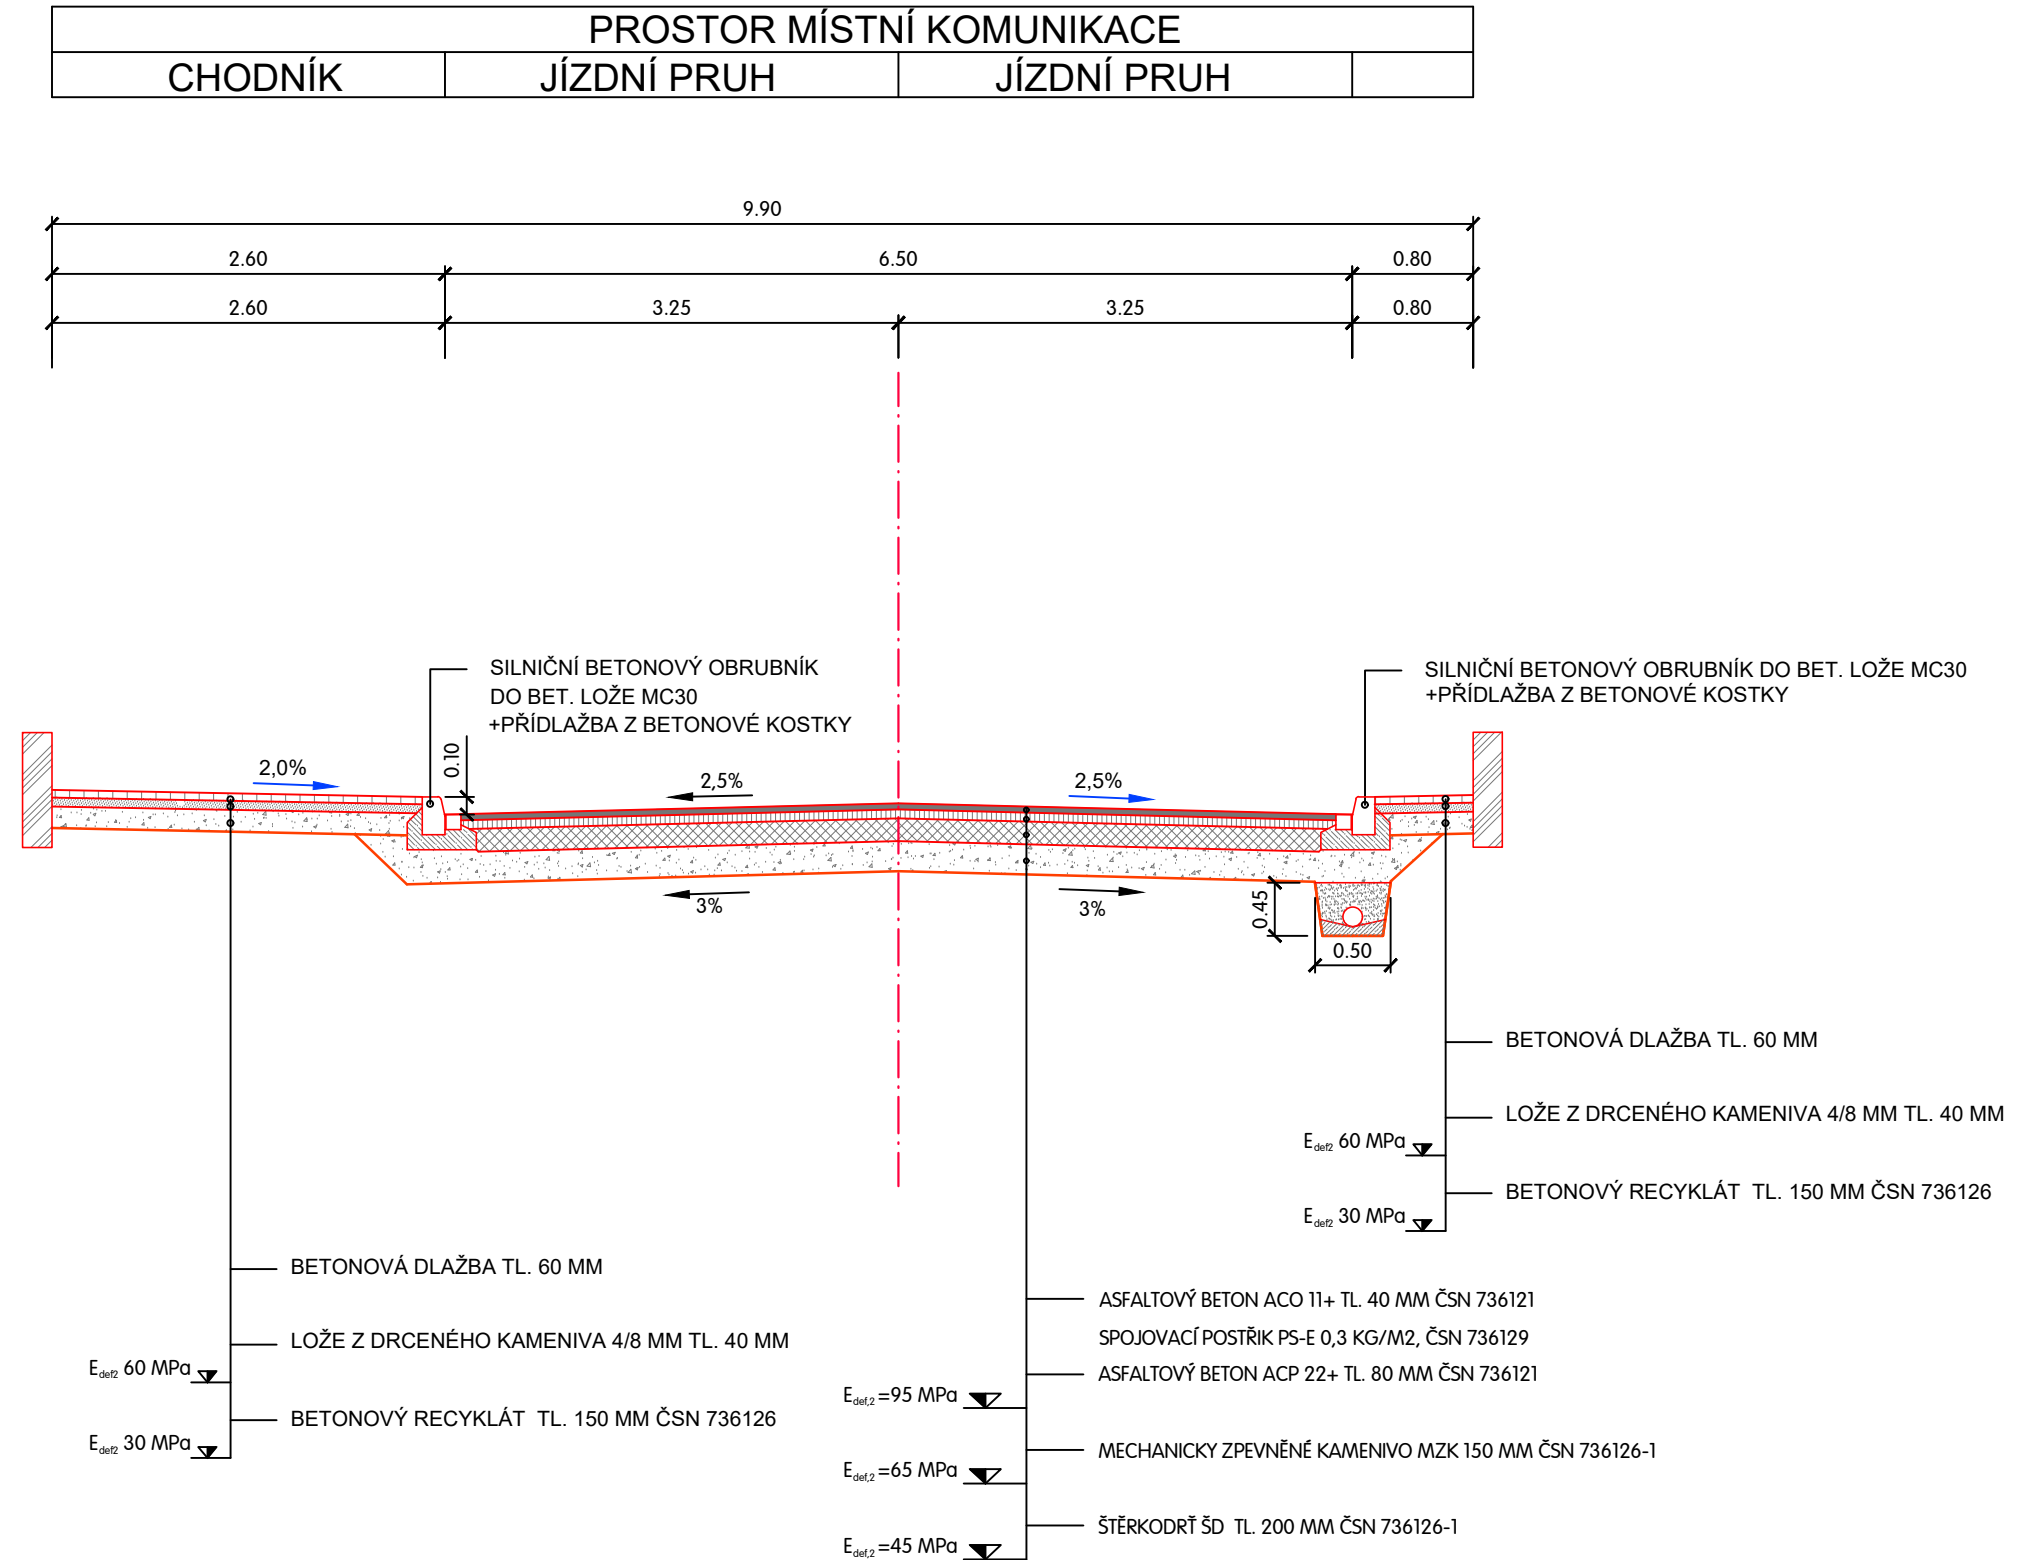 PROSTOR MÍSTNÍ KOMUNIKACE
CHODNÍK JÍZDNÍ PRUH JÍZDNÍ PRUH
9.90
2.60 6.50 0.80
2.60 3.25 3.25 0.80
SILNIČNÍ BETONOVÝ OBRUBNÍK
DO BET. LOŽE MC30
+PŘÍDLAŽBA Z BETONOVÉ KOSTKY
SILNIČNÍ BETONOVÝ OBRUBNÍK DO BET. LOŽE MC30
+PŘÍDLAŽBA Z BETONOVÉ KOSTKY
2,0%
0.10
2,5%
2,5%
3%
3%
0.45
0.50
BETONOVÁ DLAŽBA TL. 60 MM
LOŽE Z DRCENÉHO KAMENIVA 4/8 MM TL. 40 MM
Edef2 60 MPa
BETONOVÝ RECYKLÁT TL. 150 MM ČSN 736126
Edef2 30 MPa
BETONOVÁ DLAŽBA TL. 60 MM
LOŽE Z DRCENÉHO KAMENIVA 4/8 MM TL. 40 MM
Edef2 60 MPa
BETONOVÝ RECYKLÁT TL. 150 MM ČSN 736126
Edef2 30 MPa
ASFALTOVÝ BETON ACO 11+ TL. 40 MM ČSN 736121
SPOJOVACÍ POSTŘIK PS-E 0,3 KG/M2, ČSN 736129
ASFALTOVÝ BETON ACP 22+ TL. 80 MM ČSN 736121
Edef,2 =95 MPa
MECHANICKY ZPEVNĚNÉ KAMENIVO MZK 150 MM ČSN 736126-1
Edef,2 =65 MPa
ŠTĚRKODRŤ ŠD TL. 200 MM ČSN 736126-1
Edef,2 =45 MPa